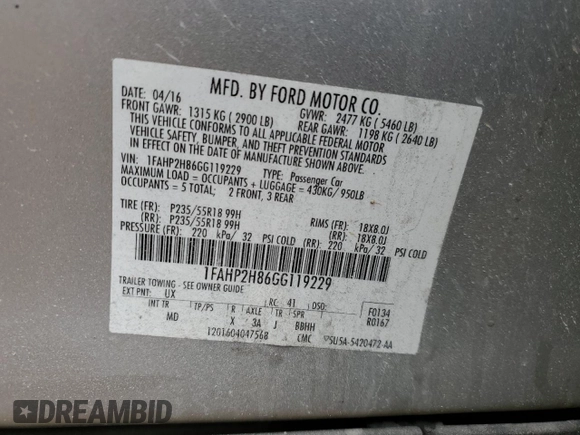 MFD. BY FORD MOTOR CO.
DATE: 04/16 GVWR: 2477 KG ( 5460 LB)
FRONT GAWR: 1315 KG ( 2900 LB) REAR GAWR: 1198 KG ( 2640 LB)
THIS VEHICLE CONFORMS TO ALL APPLICABLE FEDERAL MOTOR
VEHICLE SAFETY, BUMPER, AND THEFT PREVENTION STANDARDS
IN EFFECT ON THE DATE OF MANUFACTURE SHOWN ABOVE.
VIN: 1FAHP2H86GG119229 TYPE: Passenger Car
MAXIMUM LOAD = OCCUPANTS + LUGGAGE = 430KG/ 950LB
OCCUPANTS = 5 TOTAL; 2 FRONT, 3 REAR
TIRE (FR): P235/55R18 99H RIMS (FR): 18X8.0J
(RR): P235/55R18 99H (RR): 18X8.0J
PRESSURE (FR): 220 kPa/ 32 PSI COLD (RR): 220 kPa/ 32 PSI COLD
1FAHP2H86GG119229
TRAILER TOWING - SEE OWNER GUIDE.
EXT PNT: UX RC: 41 DSO: F0134
R0167
INT TR TP/PS R AXLE TR SPR
MD X 3A J BBHH
1201604047568 CMC
DREAMBID